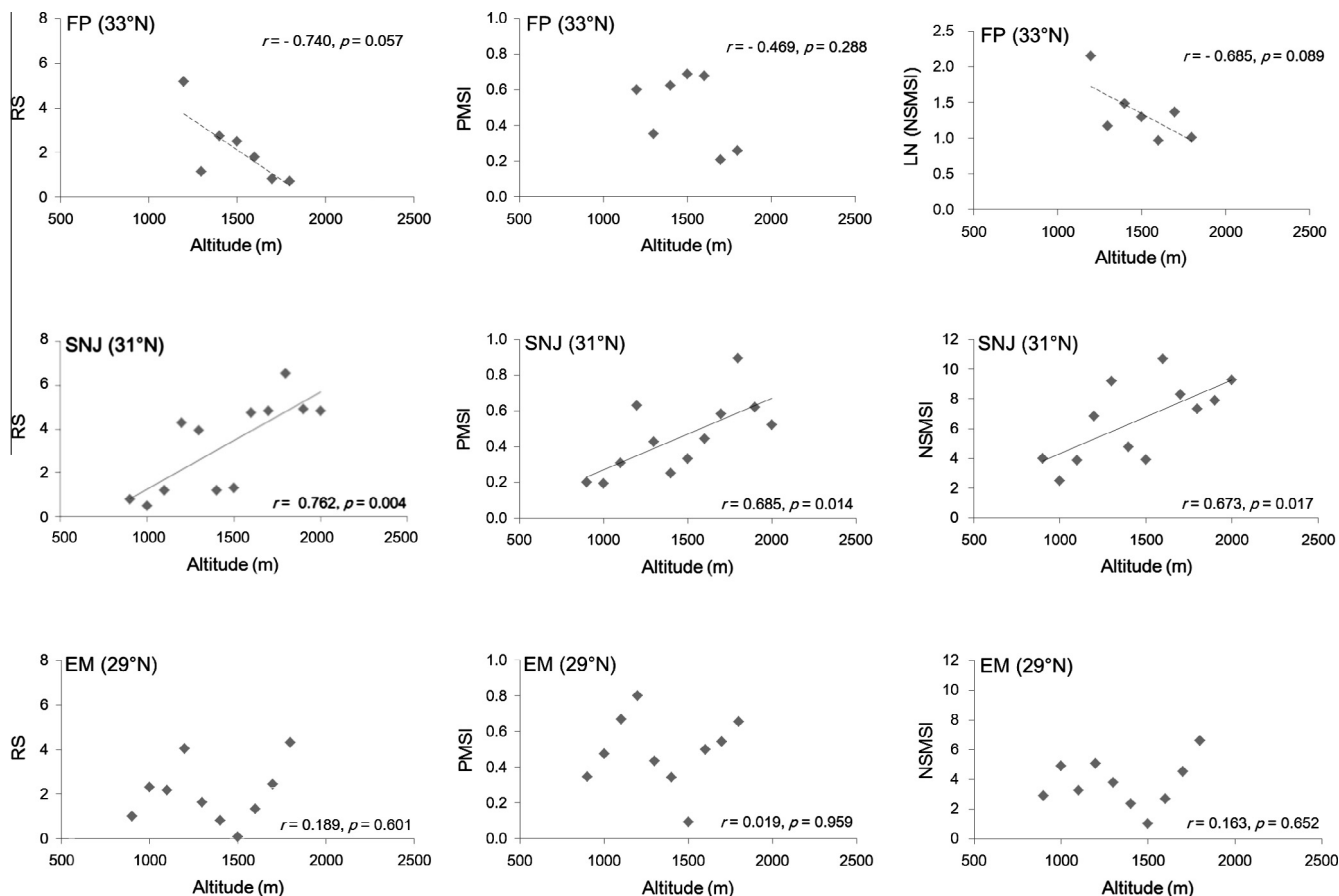 FP (33°N)
r = - 0.740, p = 0.057
RS
8
6
4
2
0
500 1000 1500 2000 2500
Altitude (m)
FP (33°N)
r = - 0.469, p = 0.288
PMSI
1.0
0.8
0.6
0.4
0.2
0.0
500 1000 1500 2000 2500
Altitude (m)
FP (33°N)
r = - 0.685, p = 0.089
LN (NSMSI)
2.5
2.0
1.5
1.0
0.5
0.0
500 1000 1500 2000 2500
Altitude (m)
SNJ (31°N)
RS
8
6
4
2
0
r = 0.762, p = 0.004
500 1000 1500 2000 2500
Altitude (m)
SNJ (31°N)
PMSI
1.0
0.8
0.6
0.4
0.2
0.0
r = 0.685, p = 0.014
500 1000 1500 2000 2500
Altitude (m)
SNJ (31°N)
NSMSI
12
10
8
6
4
2
0
r = 0.673, p = 0.017
500 1000 1500 2000 2500
Altitude (m)
EM (29°N)
RS
8
6
4
2
0
r = 0.189, p = 0.601
500 1000 1500 2000 2500
Altitude (m)
EM (29°N)
PMSI
1.0
0.8
0.6
0.4
0.2
0.0
r = 0.019, p = 0.959
500 1000 1500 2000 2500
Altitude (m)
EM (29°N)
NSMSI
12
10
8
6
4
2
0
r = 0.163, p = 0.652
500 1000 1500 2000 2500
Altitude (m)